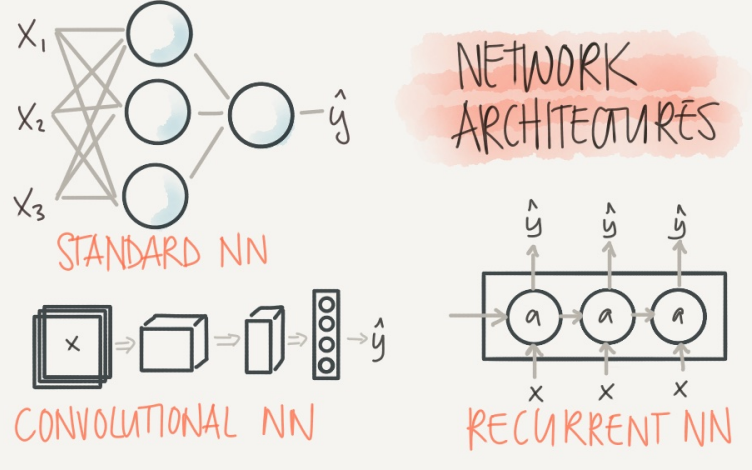 X₁
X₂
X₃
ŷ
STANDARD NN
NETWORK
ARCHITECTURES
X
ŷ
CONVOLUTIONAL NN
ŷ ŷ ŷ
a a a
x x x
RECURRENT NN